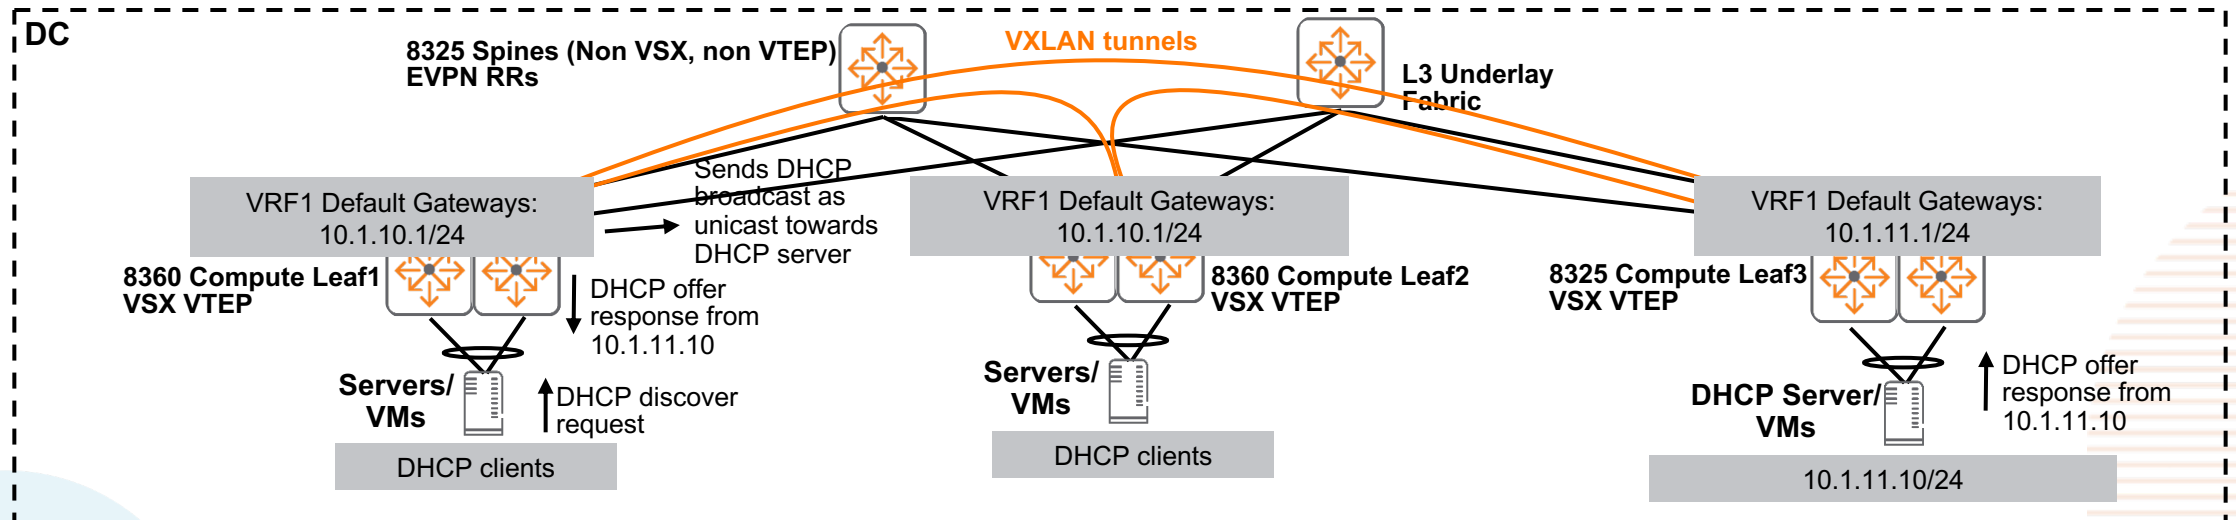 DC
8325 Spines (Non VSX, non VTEP)
EVPN RRs
VXLAN tunnels
L3 Underlay
Fabric
VRF1 Default Gateways:
10.1.10.1/24
Sends DHCP
broadcast as
unicast towards
DHCP server
VRF1 Default Gateways:
10.1.10.1/24
VRF1 Default Gateways:
10.1.11.1/24
8360 Compute Leaf1
VSX VTEP
DHCP offer
response from
10.1.11.10
8360 Compute Leaf2
VSX VTEP
8325 Compute Leaf3
VSX VTEP
Servers/
VMs
DHCP discover
request
Servers/
VMs
DHCP Server/
VMs
DHCP offer
response from
10.1.11.10
DHCP clients
DHCP clients
10.1.11.10/24